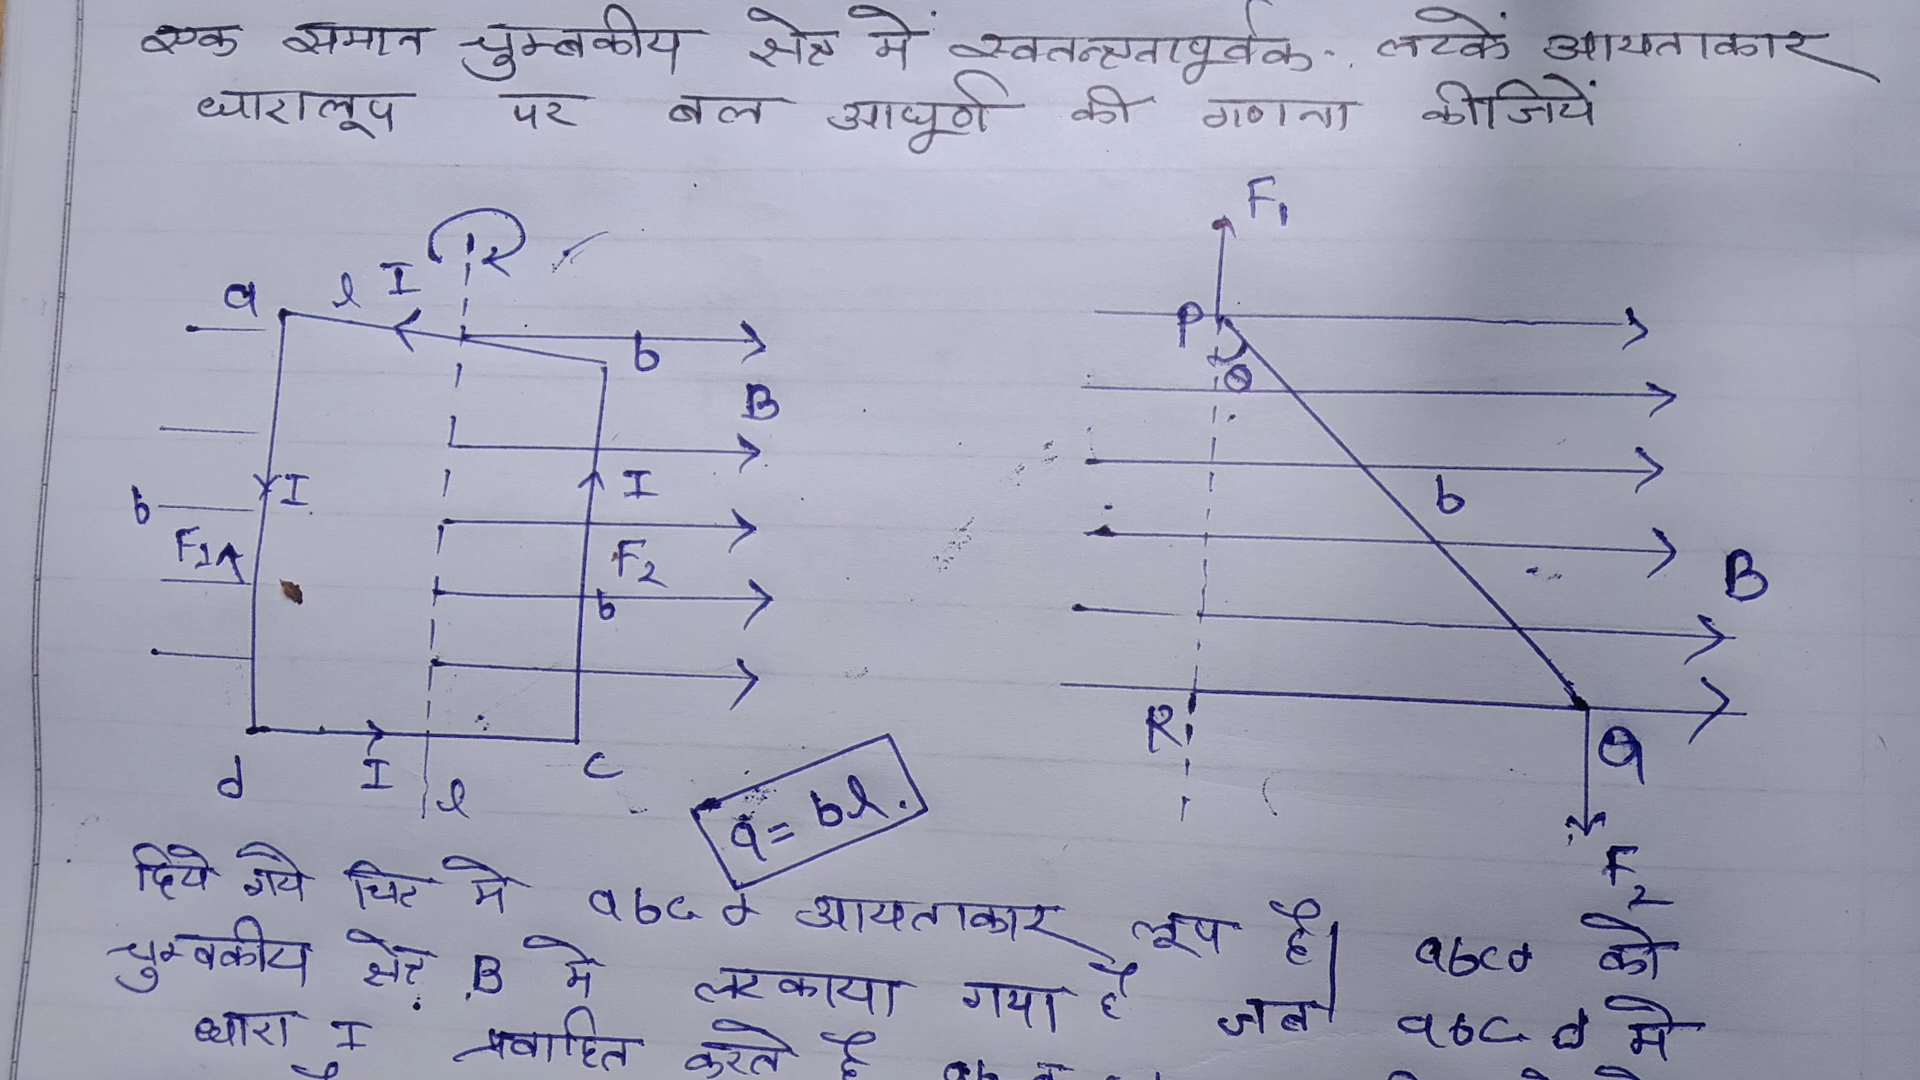 एक समान चुम्बकीय क्षेत्र में स्वतन्त्रतापूर्वक लटकें आयताकार
धारालूप पर बल आघूर्ण की गणना कीजियें
F1
a l I
P
b
θ
B
I I
b b
F1 F2
b
B
R
Q
d I l c
a = bl.
F2
दिये गये चित्र मे abcd आयताकार लूप है। abcd को
चुम्बकीय क्षेत्र B मे लटकाया गया है जब abcd मे
धारा I प्रवाहित करते है